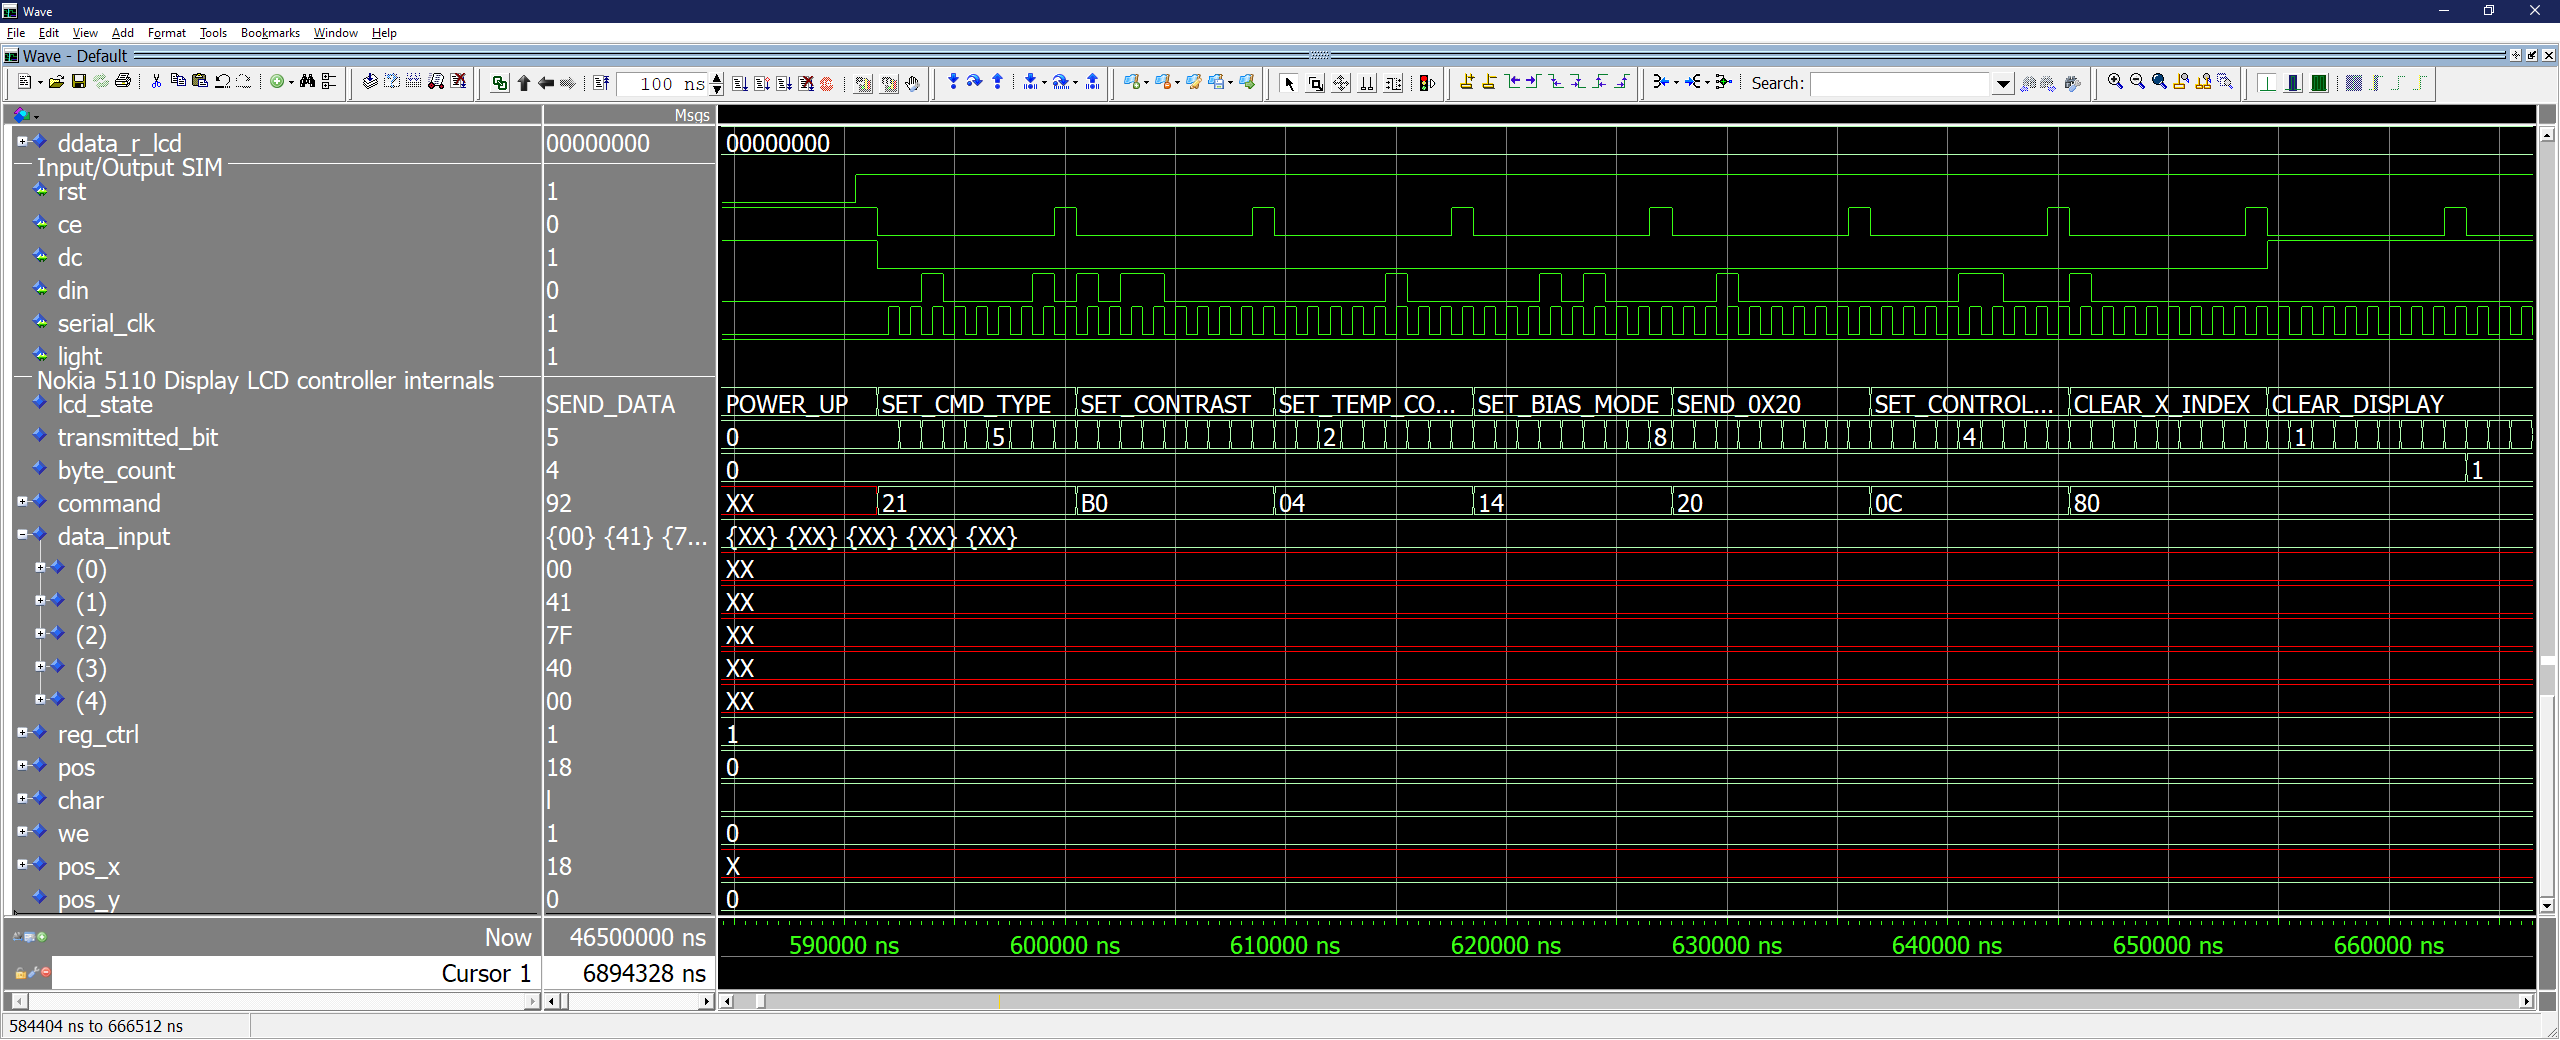 Wave
File Edit View Add Format Tools Bookmarks Window Help
Wave - Default
100 ns Search:
Msgs
ddata_r_lcd 00000000 00000000
Input/Output SIM
rst 1
ce 0
dc 1
din 0
serial_clk 1
light 1
Nokia 5110 Display LCD controller internals
lcd_state SEND_DATA POWER_UP SET_CMD_TYPE SET_CONTRAST SET_TEMP_CO... SET_BIAS_MODE SEND_0X20 SET_CONTROL... CLEAR_X_INDEX CLEAR_DISPLAY
transmitted_bit 5 0 5 2 8 4 1
byte_count 4 0 1
command 92 XX 21 B0 04 14 20 0C 80
data_input {00} {41} {7... {XX} {XX} {XX} {XX} {XX}
(0) 00 XX
(1) 41 XX
(2) 7F XX
(3) 40 XX
(4) 00 XX
reg_ctrl 1 1
pos 18 0
char l
we 1 0
pos_x 18 X
pos_y 0 0
Now 46500000 ns 590000 ns 600000 ns 610000 ns 620000 ns 630000 ns 640000 ns 650000 ns 660000 ns
Cursor 1 6894328 ns
584404 ns to 666512 ns